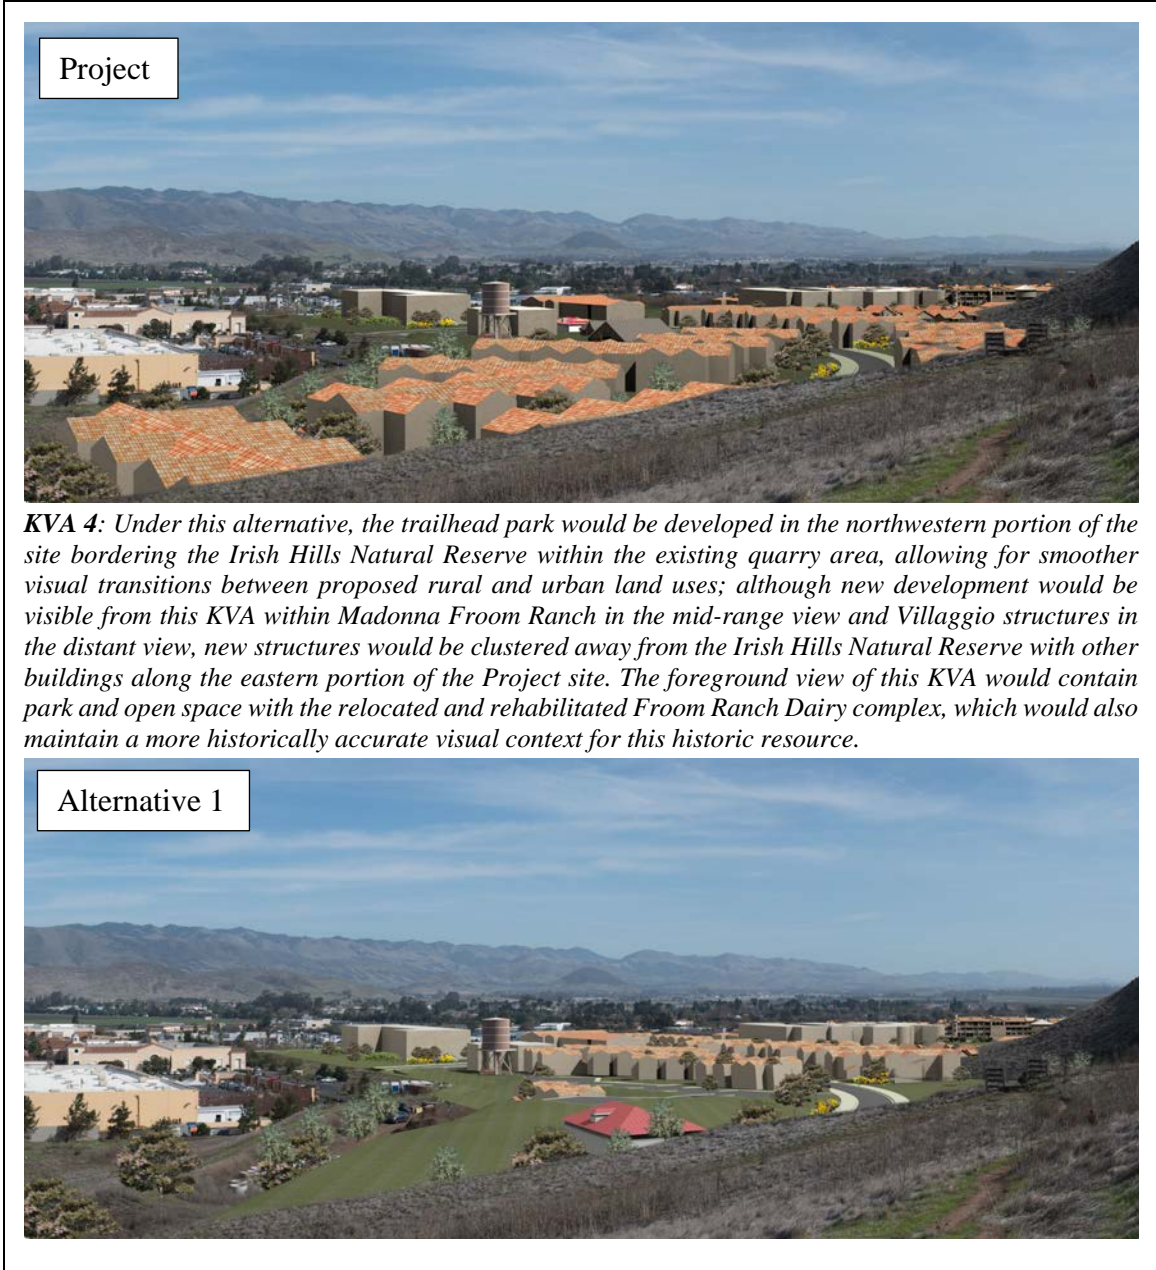 Project
KVA 4: Under this alternative, the trailhead park would be developed in the northwestern portion of the
site bordering the Irish Hills Natural Reserve within the existing quarry area, allowing for smoother
visual transitions between proposed rural and urban land uses; although new development would be
visible from this KVA within Madonna Froom Ranch in the mid-range view and Villaggio structures in
the distant view, new structures would be clustered away from the Irish Hills Natural Reserve with other
buildings along the eastern portion of the Project site. The foreground view of this KVA would contain
park and open space with the relocated and rehabilitated Froom Ranch Dairy complex, which would also
maintain a more historically accurate visual context for this historic resource.
Alternative 1